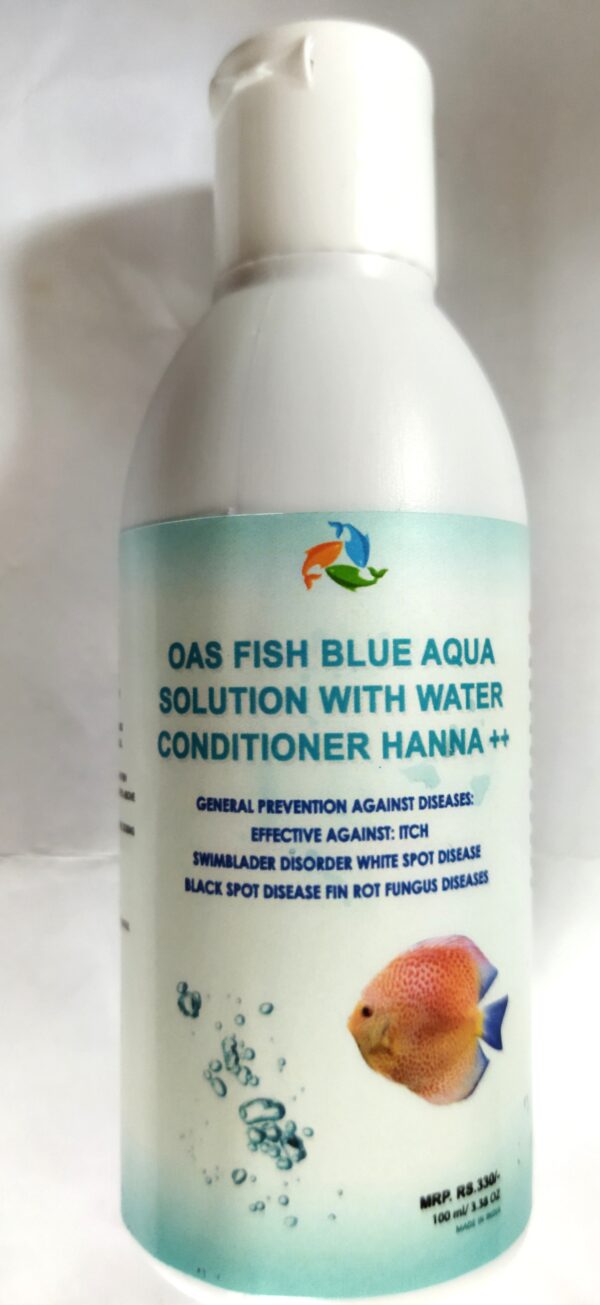 OAS FISH BLUE AQUA
SOLUTION WITH WATER
CONDITIONER HANNA ++
GENERAL PREVENTION AGAINST DISEASES:
EFFECTIVE AGAINST: ITCH
SWIMBLADER DISORDER WHITE SPOT DISEASE
BLACK SPOT DISEASE FIN ROT FUNGUS DISEASES
MRP. RS.330/-
100 ml/ 3.38 OZ
MADE IN INDIA